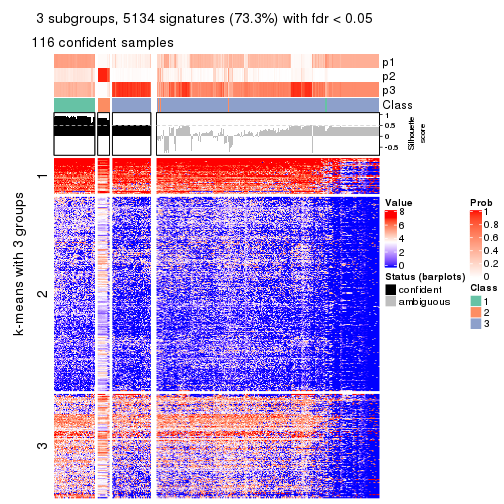 3 subgroups, 5134 signatures (73.3%) with fdr < 0.05
116 confident samples
p1
p2
p3
Class
1
0.5
0
-0.5
Silhouette
score
k-means with 3 groups
1
2
3
Value
8
6
4
2
0
Status (barplots)
confident
ambiguous
Prob
1
0.8
0.6
0.4
0.2
0
Class
1
2
3